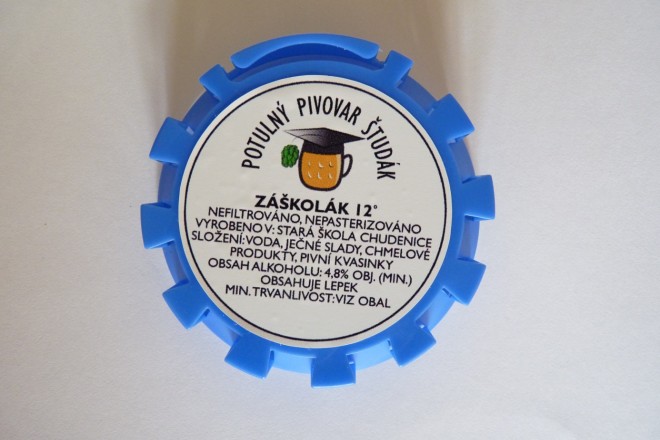 POTULNÝ PIVOVAR ŠTUDÁK
ZÁŠKOLÁK 12°
NEFILTROVÁNO, NEPASTERIZOVÁNO
VYROBENO V: STARÁ ŠKOLA CHUDENICE
SLOŽENÍ: VODA, JEČNÉ SLADY, CHMELOVÉ
PRODUKTY, PIVNÍ KVASINKY
OBSAH ALKOHOLU: 4,8% OBJ. (MIN.)
OBSAHUJE LEPEK
MIN. TRVANLIVOST: VIZ OBAL